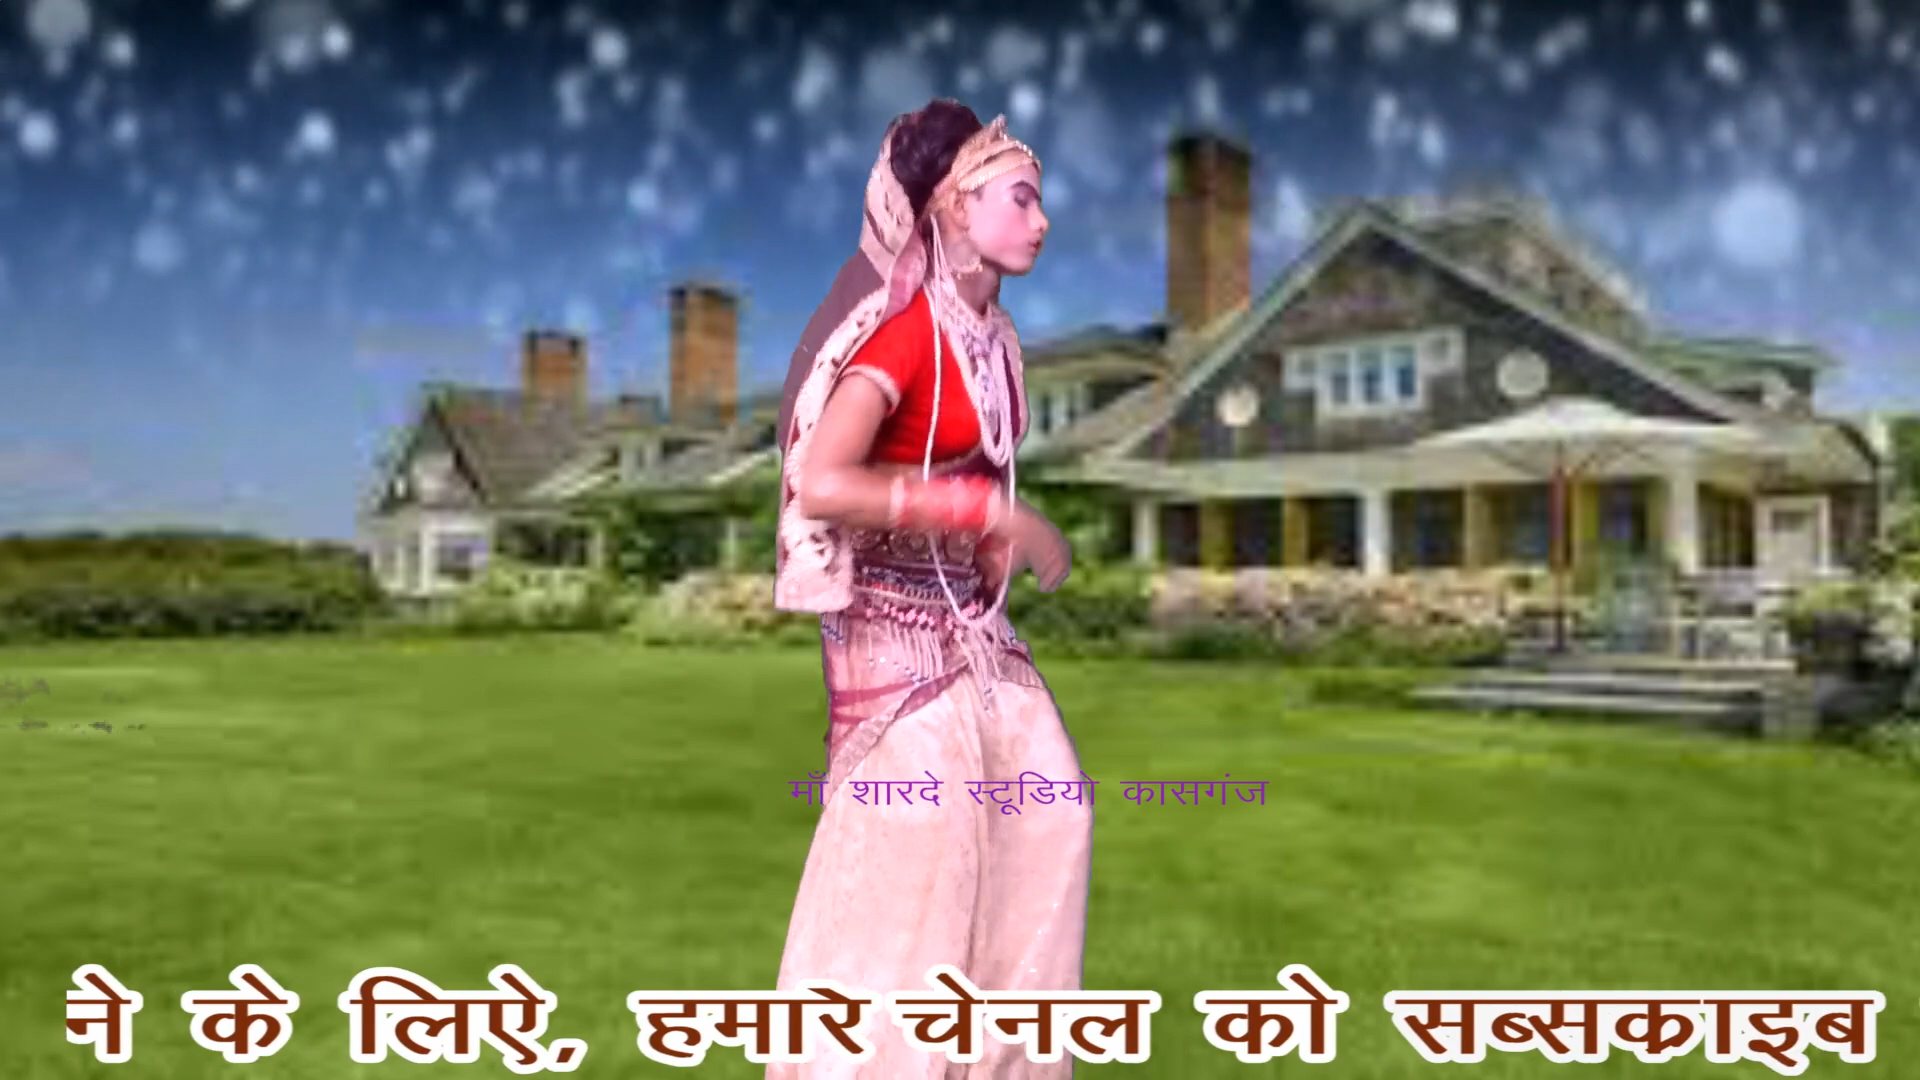 माँ शारदे स्टूडियो कासगंज
ने के लिऐ, हमारे चेनल को सब्सक्राइब